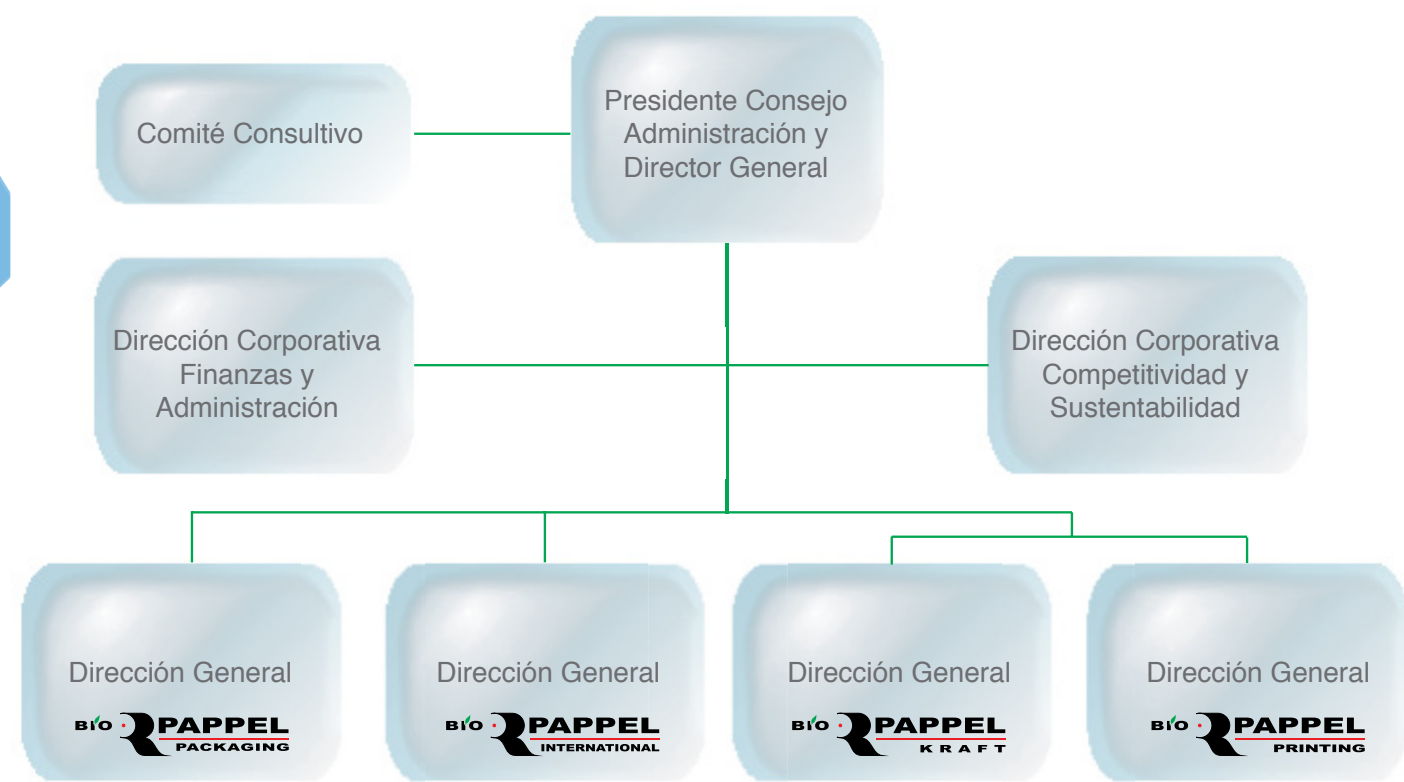 Comité Consultivo
Presidente Consejo
Administración y
Director General
Dirección Corporativa
Finanzas y
Administración
Dirección Corporativa
Competitividad y
Sustentabilidad
Dirección General
BIO PAPPEL
PACKAGING
Dirección General
BIO PAPPEL
INTERNATIONAL
Dirección General
BIO PAPPEL
KRAFT
Dirección General
BIO PAPPEL
PRINTING